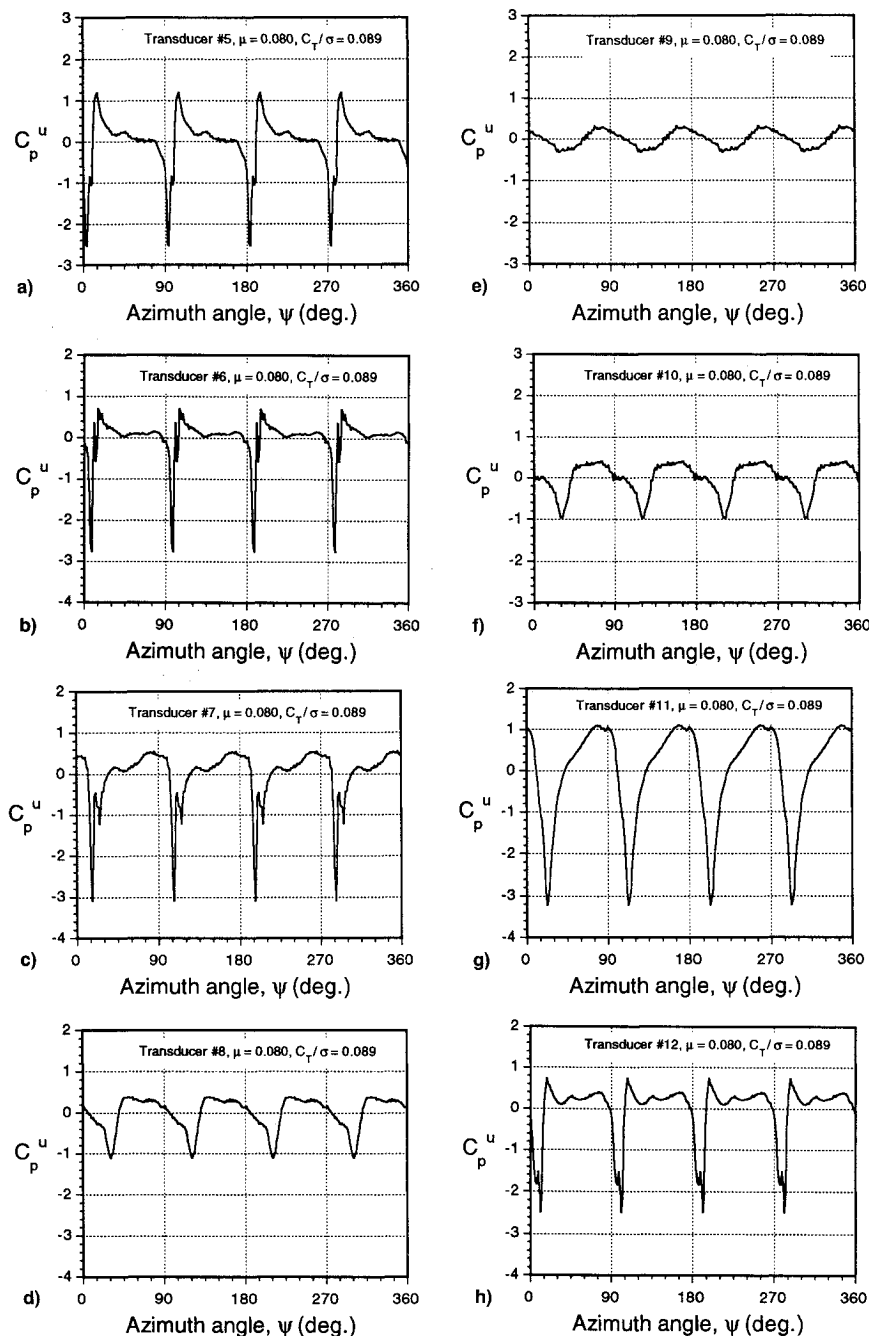 Transducer #5, μ = 0.080, C_T/σ = 0.089
3
2
1
0
-1
-2
-3
C_p^u
0 90 180 270 360
a)
Azimuth angle, ψ (deg.)
Transducer #6, μ = 0.080, C_T/σ = 0.089
2
1
0
-1
-2
-3
-4
C_p^u
0 90 180 270 360
b)
Azimuth angle, ψ (deg.)
Transducer #7, μ = 0.080, C_T/σ = 0.089
2
1
0
-1
-2
-3
-4
C_p^u
0 90 180 270 360
c)
Azimuth angle, ψ (deg.)
Transducer #8, μ = 0.080, C_T/σ = 0.089
2
1
0
-1
-2
-3
-4
C_p^u
0 90 180 270 360
d)
Azimuth angle, ψ (deg.)
Transducer #9, μ = 0.080, C_T/σ = 0.089
3
2
1
0
-1
-2
-3
C_p^u
0 90 180 270 360
e)
Azimuth angle, ψ (deg.)
Transducer #10, μ = 0.080, C_T/σ = 0.089
3
2
1
0
-1
-2
-3
C_p^u
0 90 180 270 360
f)
Azimuth angle, ψ (deg.)
Transducer #11, μ = 0.080, C_T/σ = 0.089
2
1
0
-1
-2
-3
-4
C_p^u
0 90 180 270 360
g)
Azimuth angle, ψ (deg.)
Transducer #12, μ = 0.080, C_T/σ = 0.089
2
1
0
-1
-2
-3
-4
C_p^u
0 90 180 270 360
h)
Azimuth angle, ψ (deg.)